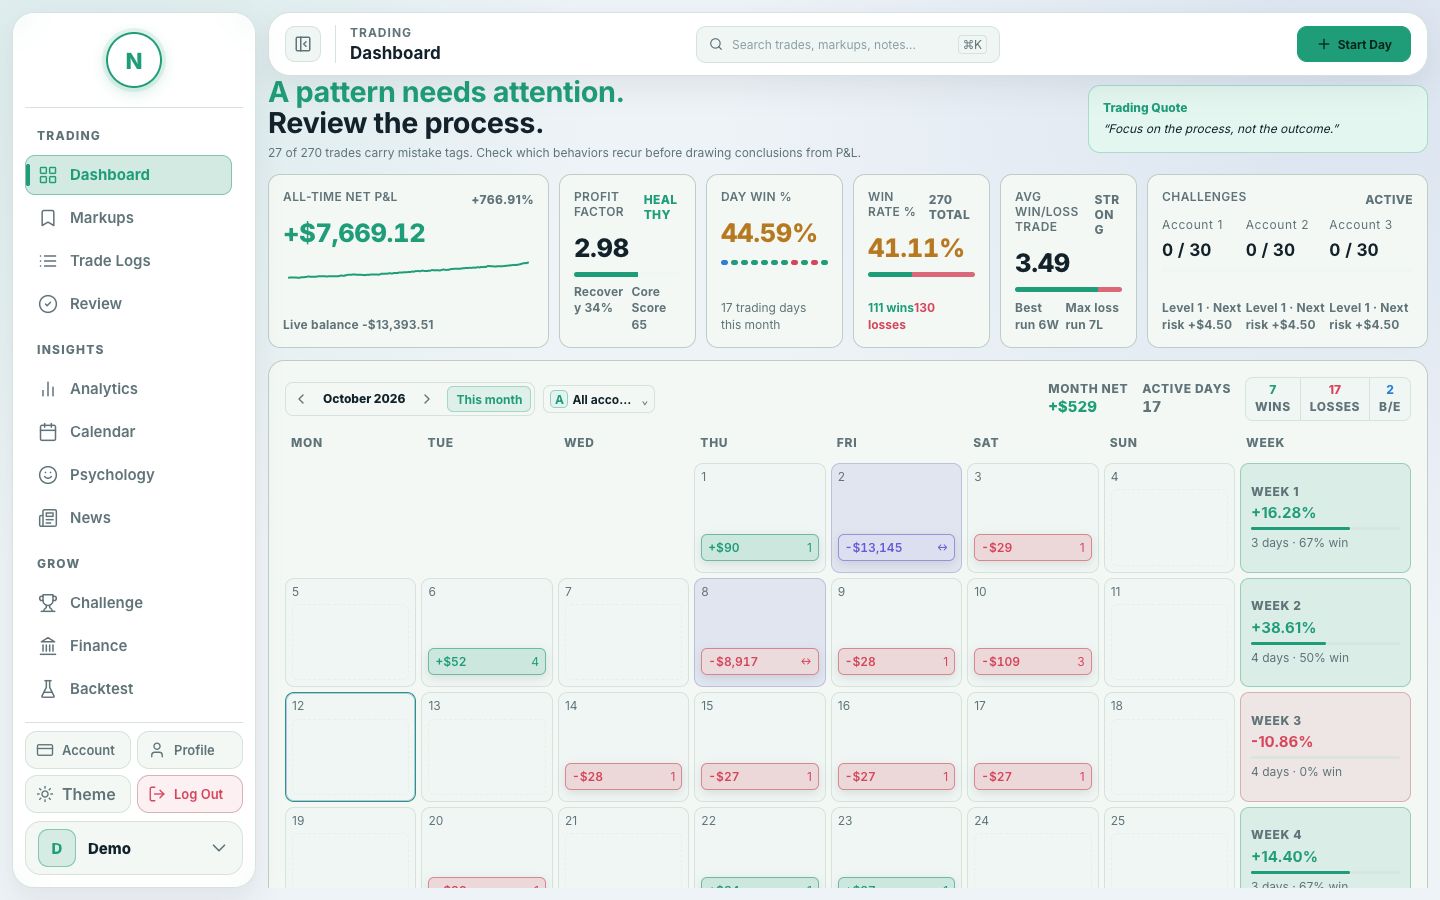 N
TRADING
Dashboard
Markups
Trade Logs
Review
INSIGHTS
Analytics
Calendar
Psychology
News
GROW
Challenge
Finance
Backtest
Account
Profile
Theme
Log Out
D
Demo
TRADING
Dashboard
Search trades, markups, notes...
⌘K
Start Day
A pattern needs attention.
Review the process.
27 of 270 trades carry mistake tags. Check which behaviors recur before drawing conclusions from P&L.
Trading Quote
“Focus on the process, not the outcome.”
ALL-TIME NET P&L
+766.91%
+$7,669.12
Live balance -$13,393.51
PROFIT
FACTOR
HEAL
THY
2.98
Recover
y 34%
Core
Score
65
DAY WIN %
44.59%
17 trading days
this month
WIN
RATE %
270
TOTAL
41.11%
111 wins130
losses
AVG
WIN/LOSS
TRADE
STR
ON
G
3.49
Best
run 6W
Max loss
run 7L
CHALLENGES
ACTIVE
Account 1
Account 2
Account 3
0 / 30
0 / 30
0 / 30
Level 1 · Next
risk +$4.50
Level 1 · Next
risk +$4.50
Level 1 · Next
risk +$4.50
October 2026
This month
A
All acco...
MONTH NET
+$529
ACTIVE DAYS
17
7
WINS
17
LOSSES
2
B/E
MON
TUE
WED
THU
FRI
SAT
SUN
WEEK
1
+$90
1
2
-$13,145
↔
3
-$29
1
4
WEEK 1
+16.28%
3 days · 67% win
5
6
+$52
4
7
8
-$8,917
↔
9
-$28
1
10
-$109
3
11
WEEK 2
+38.61%
4 days · 50% win
12
13
14
-$28
1
15
-$27
1
16
-$27
1
17
-$27
1
18
WEEK 3
-10.86%
4 days · 0% win
19
20
21
22
23
24
25
WEEK 4
+14.40%
3 days · 67% win